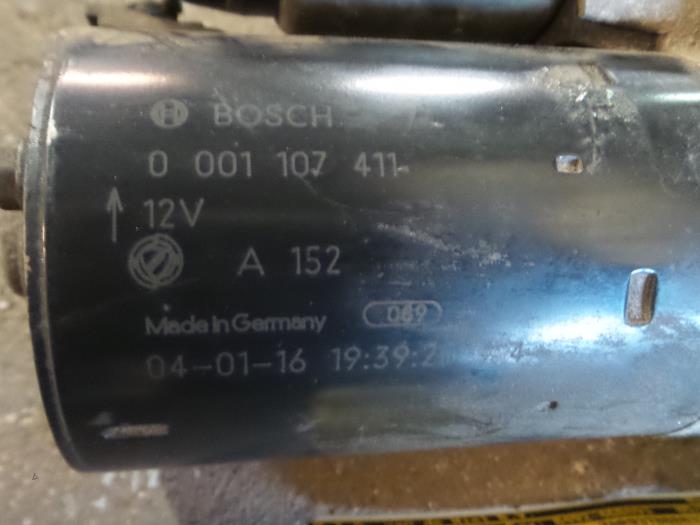 BOSCH
0 001 107 411
12V
A 152
Made in Germany 069
04-01-16 19:39:2